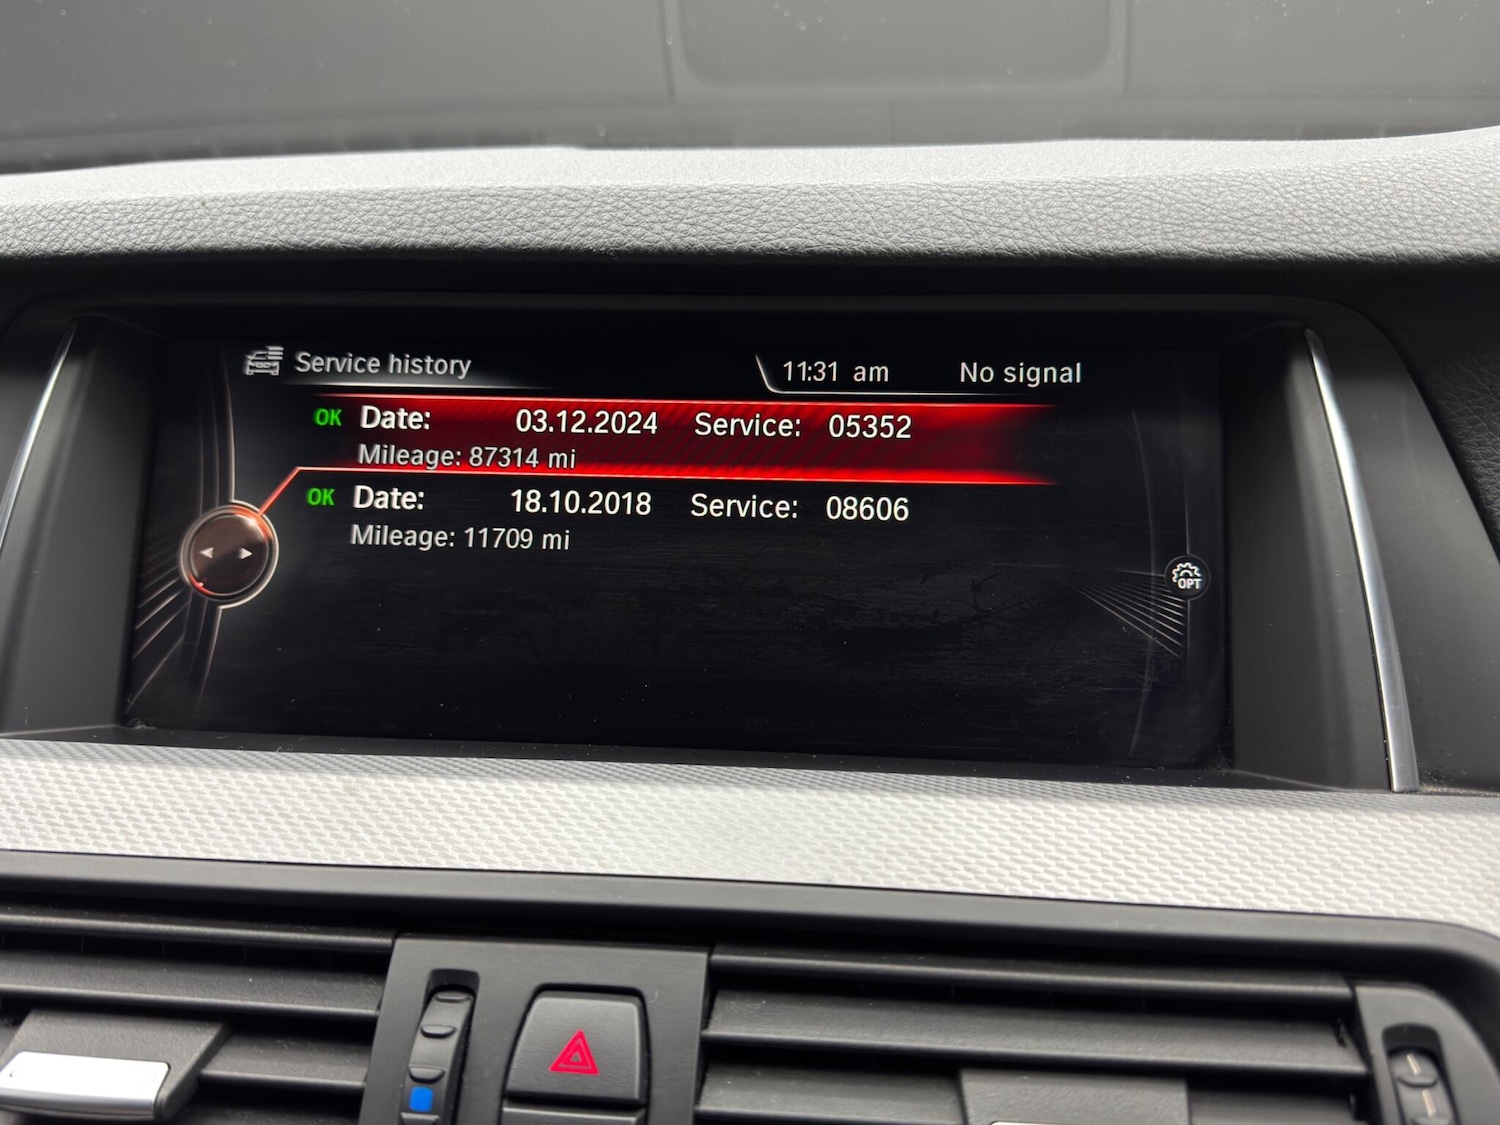 Service history 11:31 am No signal
OK Date: 03.12.2024 Service: 05352
Mileage: 87314 mi
OK Date: 18.10.2018 Service: 08606
Mileage: 11709 mi
OPT